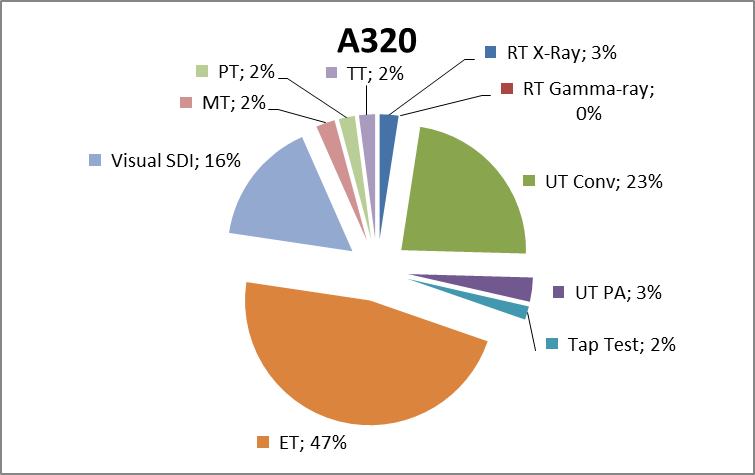 A320
RT X-Ray; 3%
RT Gamma-ray;
0%
UT Conv; 23%
UT PA; 3%
Tap Test; 2%
ET; 47%
Visual SDI; 16%
MT; 2%
PT; 2%
TT; 2%